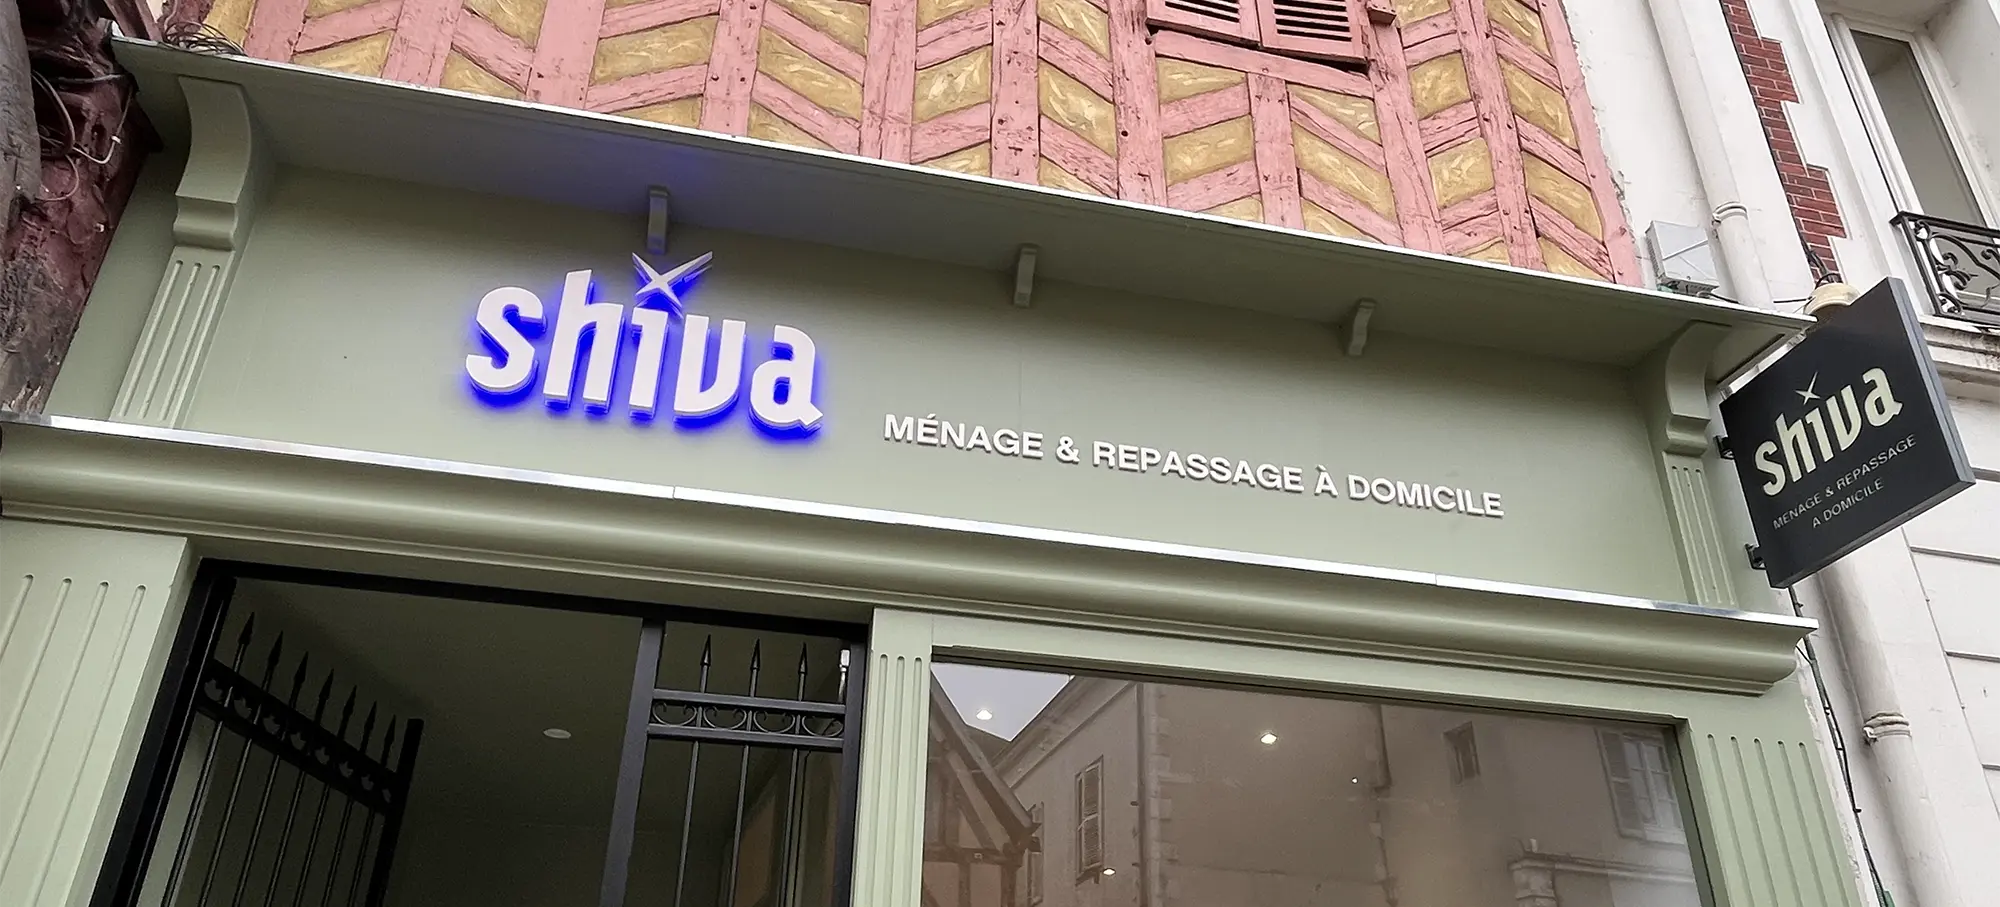 shiva
MÉNAGE & REPASSAGE À DOMICILE
shiva
MÉNAGE & REPASSAGE
À DOMICILE